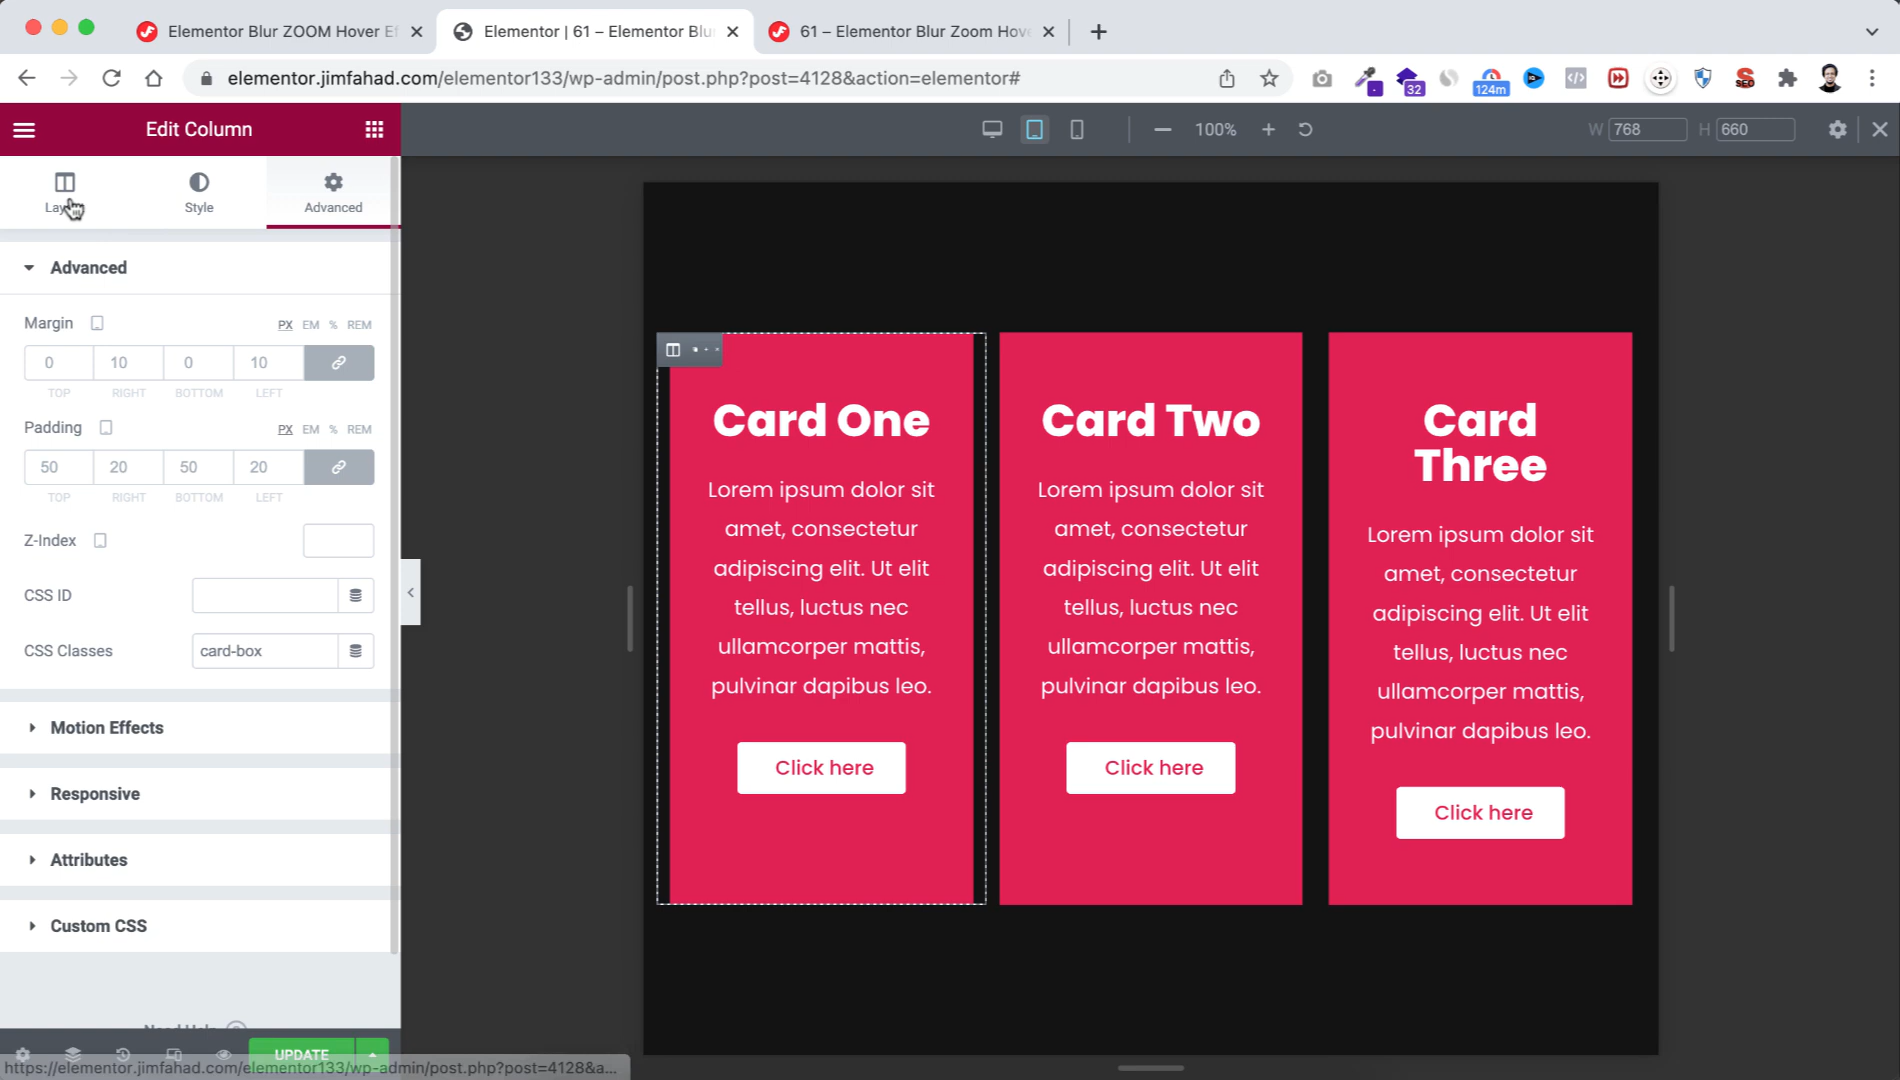 Elementor Blur ZOOM Hover Ef
Elementor | 61 – Elementor Blur
61 – Elementor Blur Zoom Hove
elementor.jimfahad.com/elementor133/wp-admin/post.php?post=4128&action=elementor#
32
124m
SEO
Edit Column
100%
W 768
H 660
Style
Advanced
Advanced
Margin
PX EM % REM
0 10 0 10
TOP RIGHT BOTTOM LEFT
Padding
PX EM % REM
50 20 50 20
TOP RIGHT BOTTOM LEFT
Z-Index
CSS ID
CSS Classes
card-box
Motion Effects
Responsive
Attributes
Custom CSS
Need Help
UPDATE
https://elementor.jimfahad.com/elementor133/wp-admin/post.php?post=4128&a...
Card One
Lorem ipsum dolor sit
amet, consectetur
adipiscing elit. Ut elit
tellus, luctus nec
ullamcorper mattis,
pulvinar dapibus leo.
Click here
Card Two
Lorem ipsum dolor sit
amet, consectetur
adipiscing elit. Ut elit
tellus, luctus nec
ullamcorper mattis,
pulvinar dapibus leo.
Click here
Card
Three
Lorem ipsum dolor sit
amet, consectetur
adipiscing elit. Ut elit
tellus, luctus nec
ullamcorper mattis,
pulvinar dapibus leo.
Click here